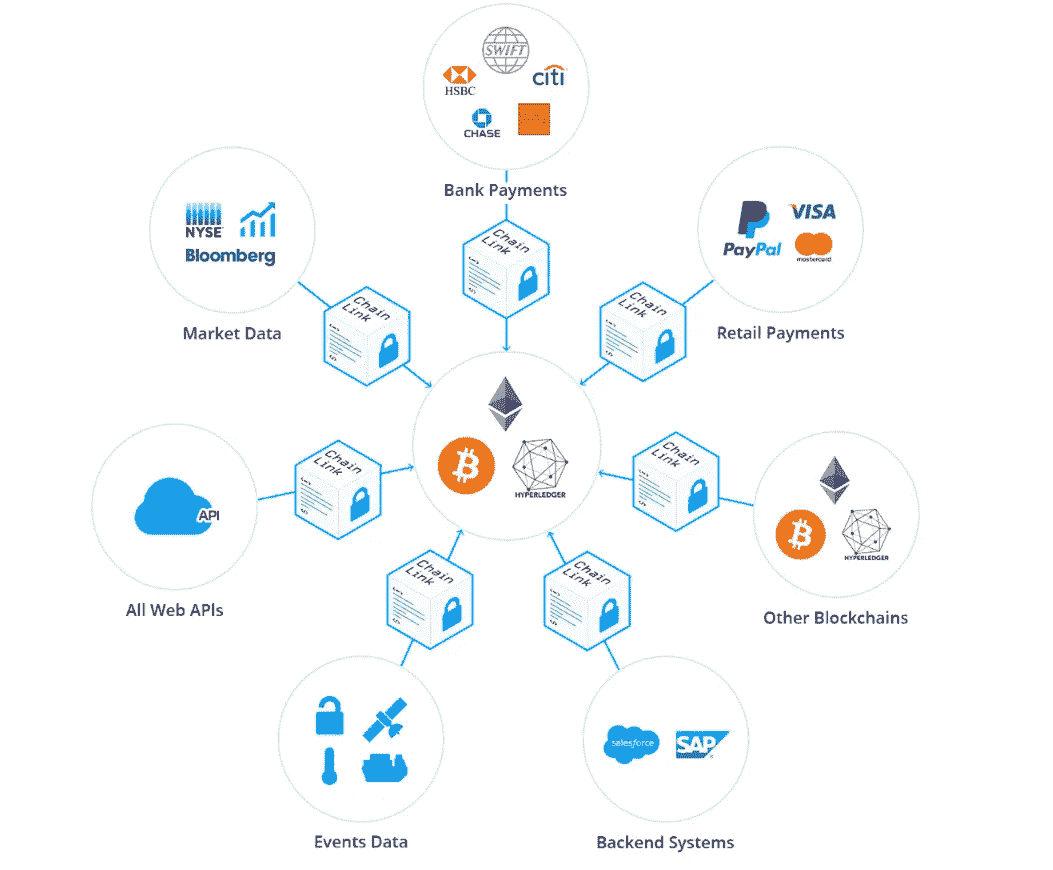 SWIFT
HSBC
citi
CHASE
Bank Payments
NYSE
Bloomberg
Market Data
PayPal
VISA
mastercard
Retail Payments
Chain
Link
Chain
Link
Chain
Link
HYPERLEDGER
API
All Web APIs
Chain
Link
Chain
Link
HYPERLEDGER
Other Blockchains
Chain
Link
Chain
Link
Events Data
salesforce
SAP
Backend Systems